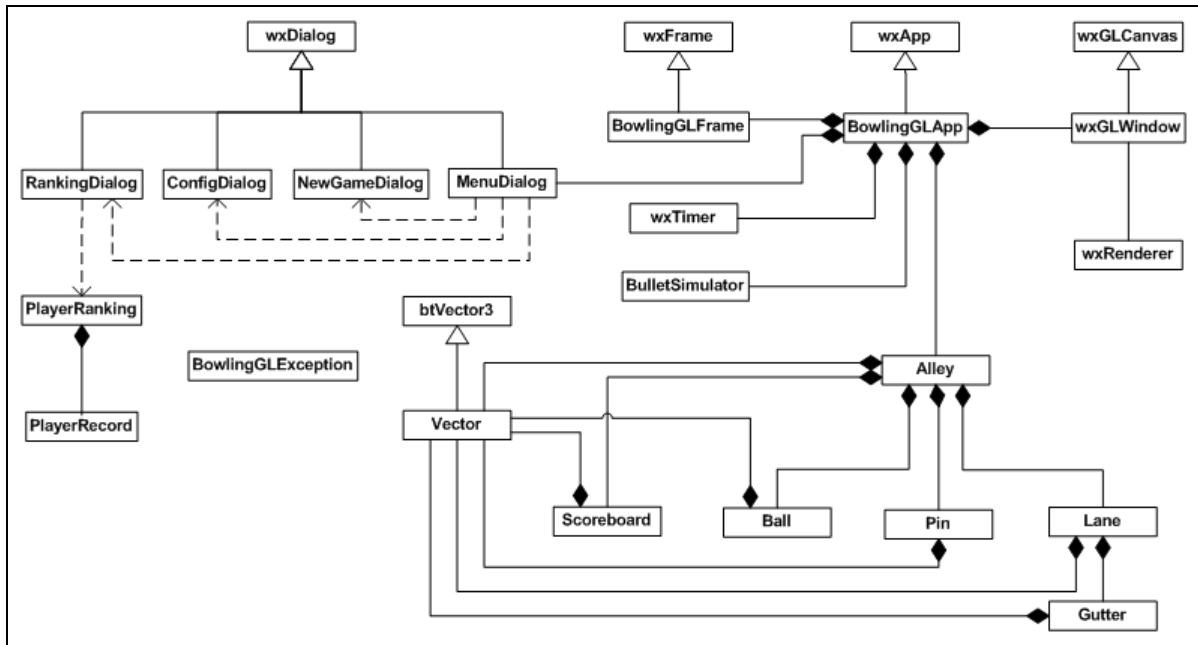 wxDialog
wxFrame
wxApp
wxGLCanvas
BowlingGLFrame
BowlingGLApp
wxGLWindow
RankingDialog
ConfigDialog
NewGameDialog
MenuDialog
wxTimer
wxRenderer
BulletSimulator
PlayerRanking
btVector3
BowlingGLException
Alley
PlayerRecord
Vector
Scoreboard
Ball
Pin
Lane
Gutter